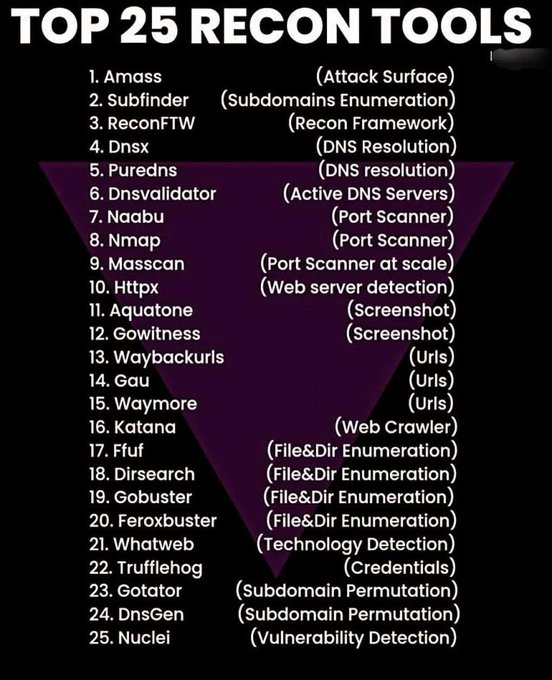 TOP 25 RECON TOOLS
1. Amass (Attack Surface)
2. Subfinder (Subdomains Enumeration)
3. ReconFTW (Recon Framework)
4. Dnsx (DNS Resolution)
5. Puredns (DNS resolution)
6. Dnsvalidator (Active DNS Servers)
7. Naabu (Port Scanner)
8. Nmap (Port Scanner)
9. Masscan (Port Scanner at scale)
10. Httpx (Web server detection)
11. Aquatone (Screenshot)
12. Gowitness (Screenshot)
13. Waybackurls (Urls)
14. Gau (Urls)
15. Waymore (Urls)
16. Katana (Web Crawler)
17. Ffuf (File&Dir Enumeration)
18. Dirsearch (File&Dir Enumeration)
19. Gobuster (File&Dir Enumeration)
20. Feroxbuster (File&Dir Enumeration)
21. Whatweb (Technology Detection)
22. Trufflehog (Credentials)
23. Gotator (Subdomain Permutation)
24. DnsGen (Subdomain Permutation)
25. Nuclei (Vulnerability Detection)